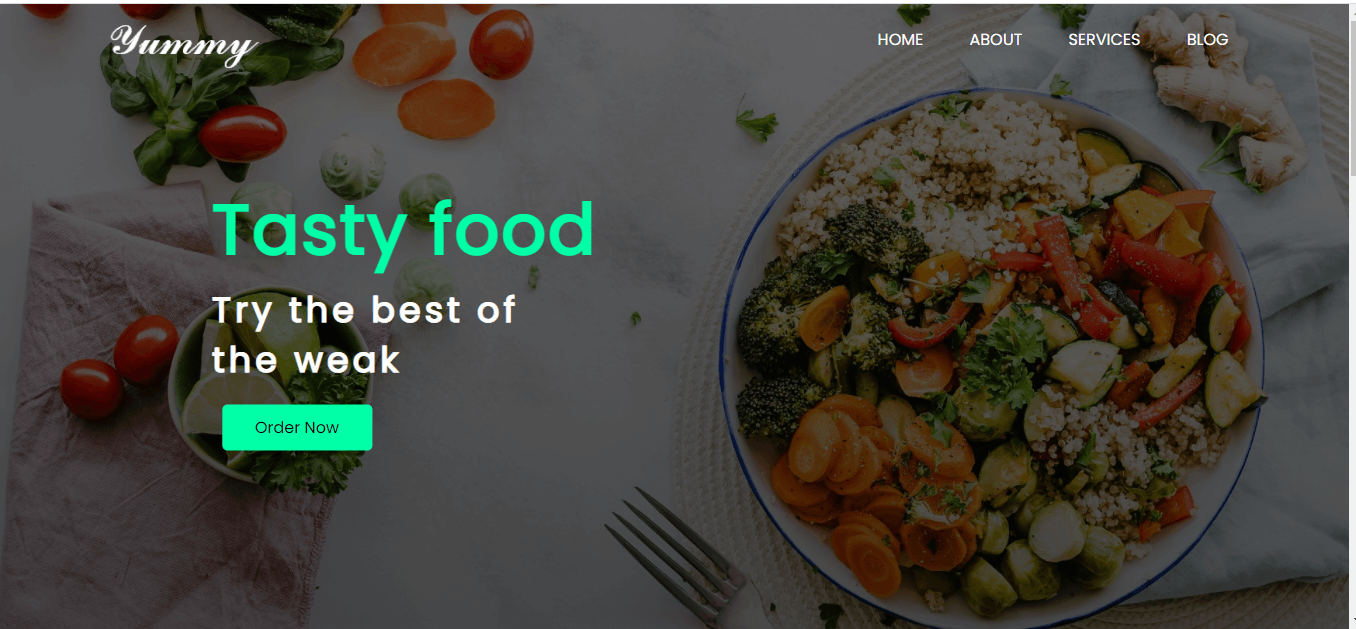 Yummy
HOME ABOUT SERVICES BLOG
Tasty food
Try the best of
the weak
Order Now